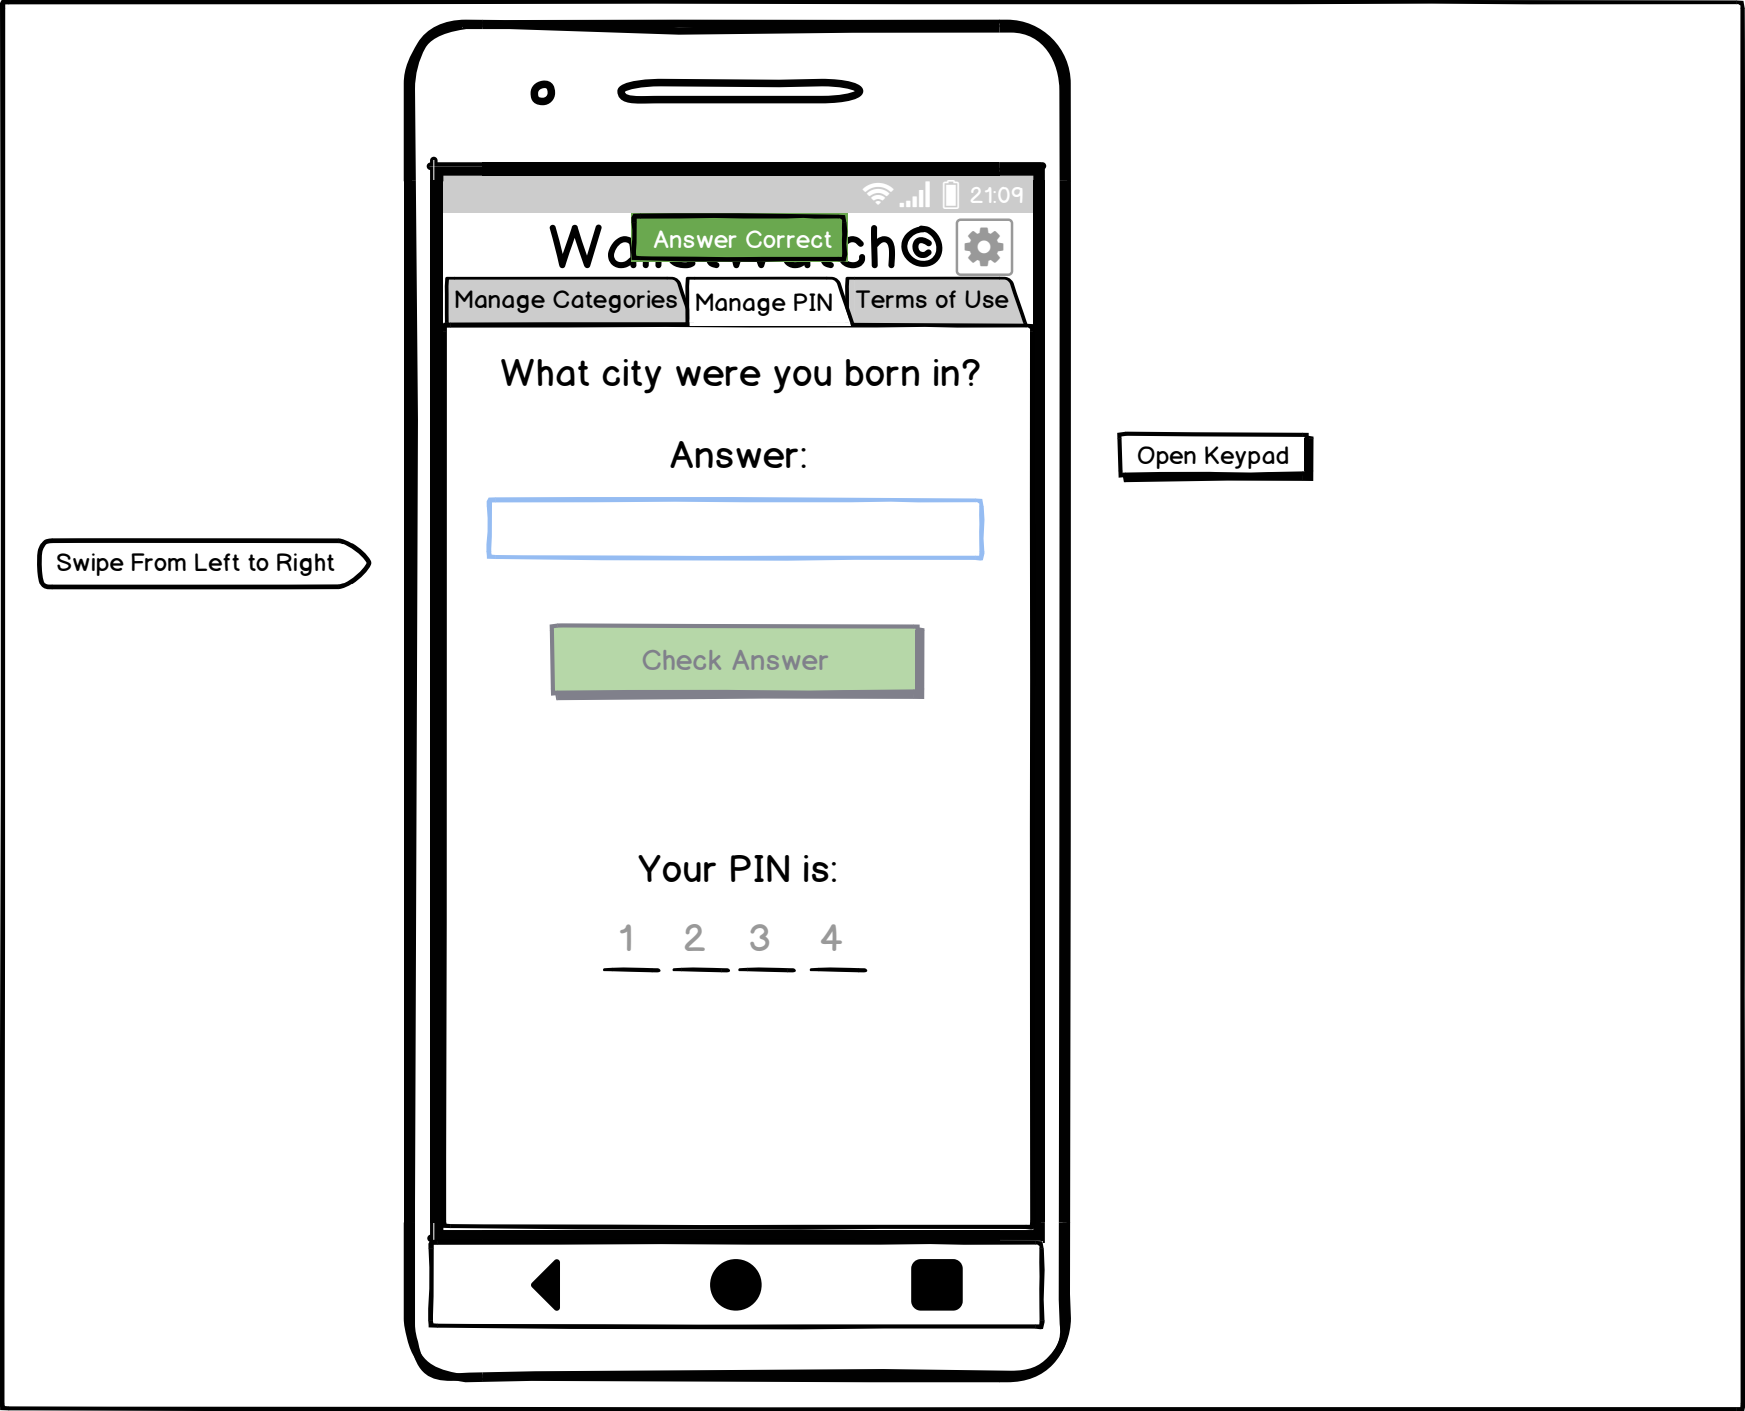 21:09
Answer Correct
Manage Categories
Manage PIN
Terms of Use
What city were you born in?
Answer:
Open Keypad
Swipe From Left to Right
Check Answer
Your PIN is:
1 2 3 4